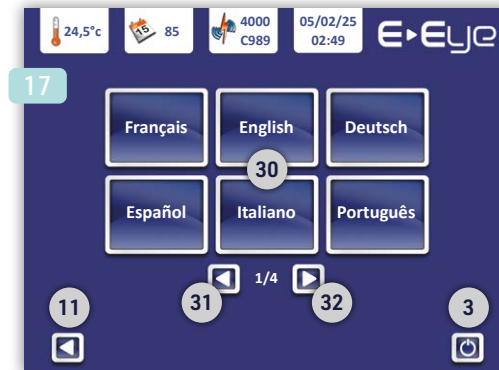 24,5°c
85
4000
C989
05/02/25
02:49
E▸Eye
17
Français
English
Deutsch
30
Español
Italiano
Português
1/4
31
32
11
3